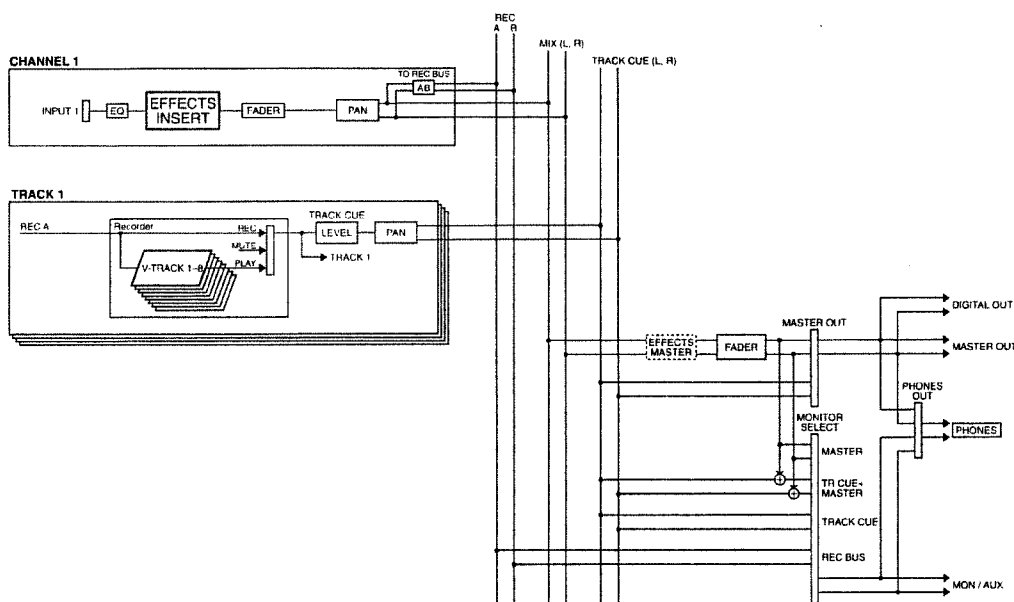 REC
A B
MIX (L, R)
TRACK CUE (L, R)
CHANNEL 1
TO REC BUS
AB
INPUT 1
EQ
EFFECTS
INSERT
FADER
PAN
TRACK 1
REC A
Recorder
REC
MUTE
PLAY
V-TRACK 1–8
TRACK CUE
LEVEL
PAN
TRACK 1
DIGITAL OUT
MASTER OUT
EFFECTS
MASTER
FADER
MASTER OUT
PHONES
OUT
MONITOR
SELECT
PHONES
MASTER
TR CUE+
MASTER
TRACK CUE
REC BUS
MON / AUX